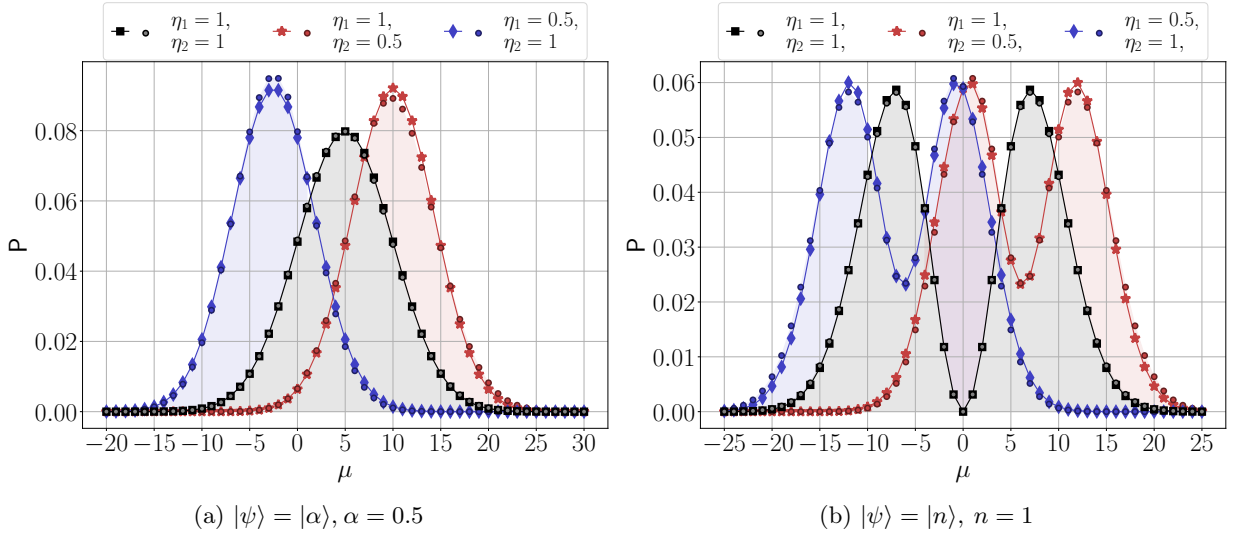 η₁ = 1, η₁ = 1, η₁ = 0.5,
η₂ = 1 η₂ = 0.5 η₂ = 1
0.08
0.06
0.04
0.02
0.00
P
−20 −15 −10 −5 0 5 10 15 20 25 30
μ
(a) |ψ⟩ = |α⟩, α = 0.5
η₁ = 1, η₁ = 1, η₁ = 0.5,
η₂ = 1, η₂ = 0.5, η₂ = 1,
0.06
0.05
0.04
0.03
0.02
0.01
0.00
P
−25 −20 −15 −10 −5 0 5 10 15 20 25
μ
(b) |ψ⟩ = |n⟩, n = 1